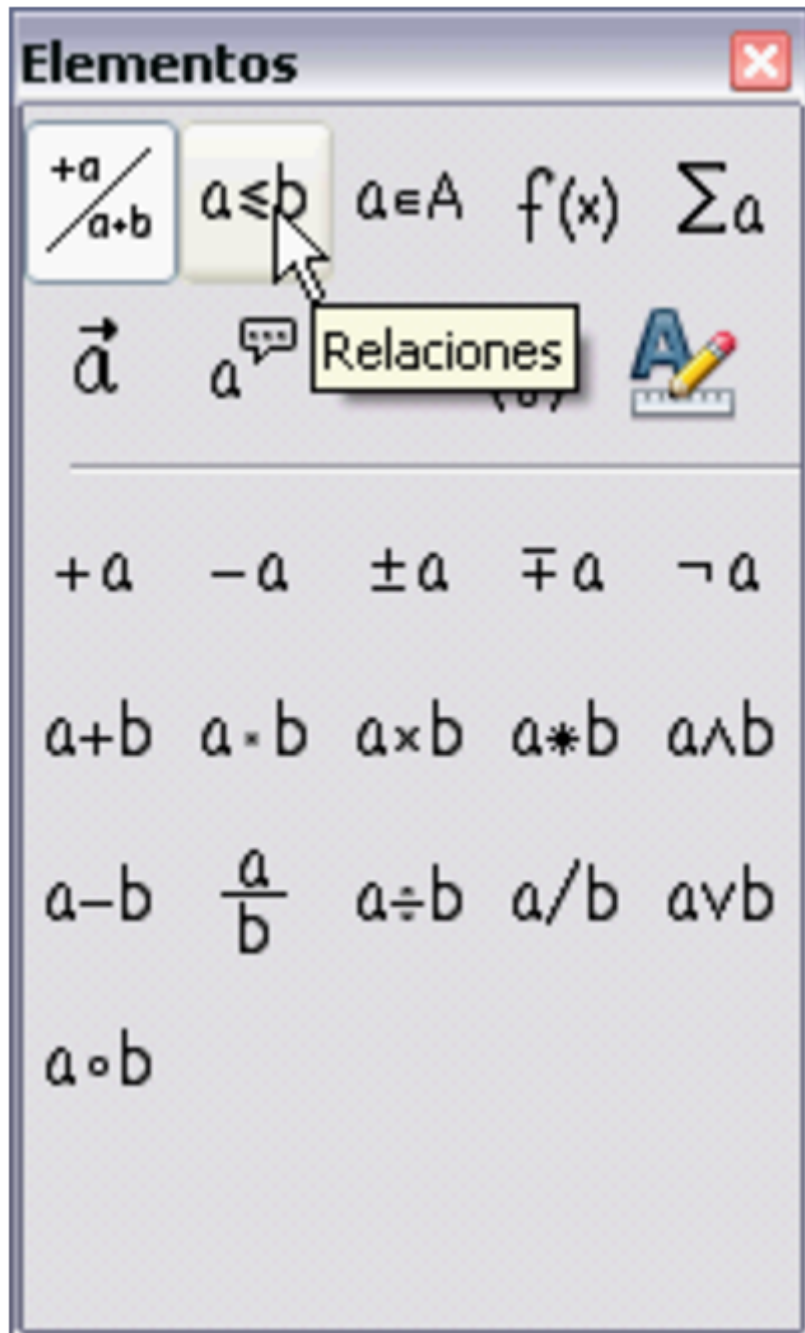 Elementos
+a/a+b a≤b a∈A f(x) ∑a
a⃗ a Relaciones
+a −a ±a ∓a ¬a
a+b a·b a×b a∗b a∧b
a−b a/b a÷b a/b a∨b
a∘b